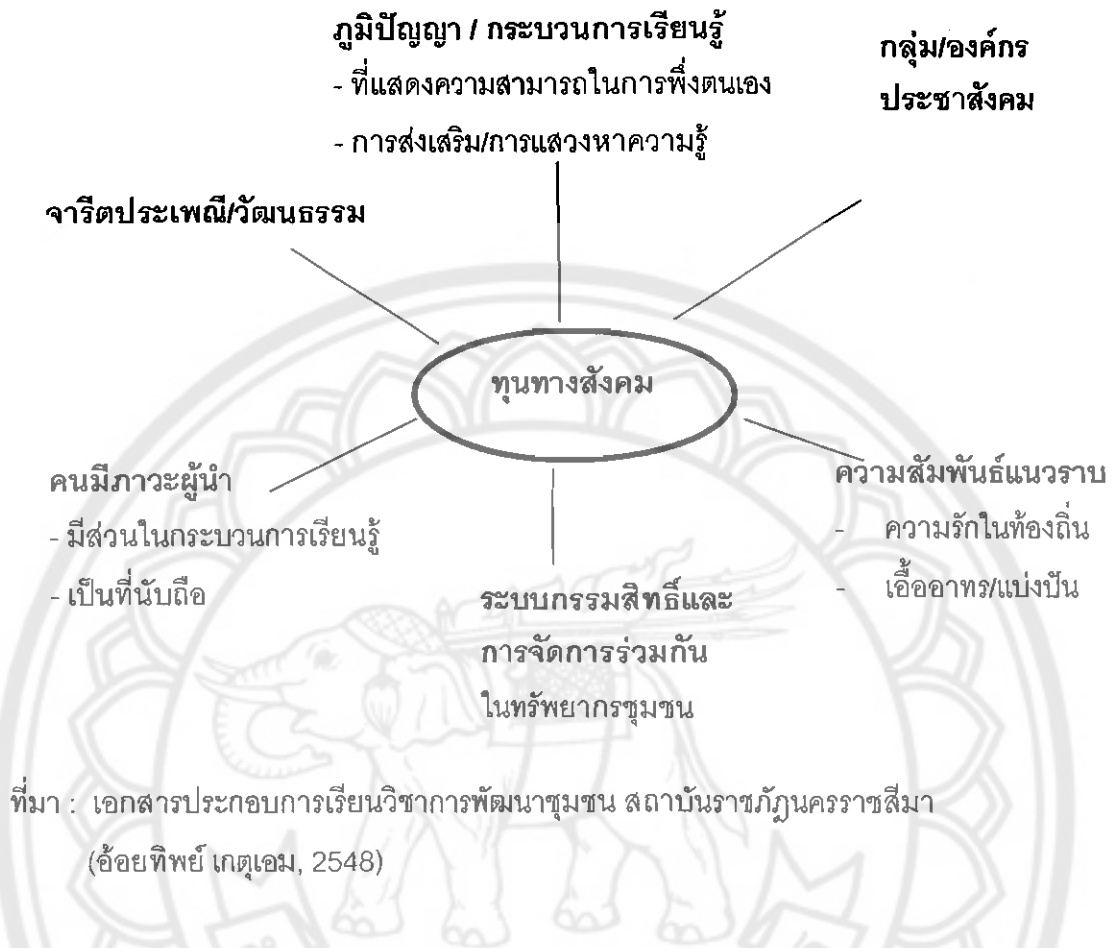 ภูมิปัญญา / กระบวนการเรียนรู้
- ที่แสดงความสามารถในการพึ่งตนเอง
- การส่งเสริม/การแสวงหาความรู้
กลุ่ม/องค์กร
ประชาสังคม
จารีตประเพณี/วัฒนธรรม
ทุนทางสังคม
คนมีภาวะผู้นำ
- มีส่วนในกระบวนการเรียนรู้
- เป็นที่นับถือ
ระบบกรรมสิทธิ์และ
การจัดการร่วมกัน
ในทรัพยากรชุมชน
ความสัมพันธ์แนวราบ
- ความรักในท้องถิ่น
- เอื้ออาทร/แบ่งปัน
ที่มา : เอกสารประกอบการเรียนวิชาการพัฒนาชุมชน สถาบันราชภัฏนครราชสีมา
(อ้อยทิพย์ เกตุเอม, 2548)